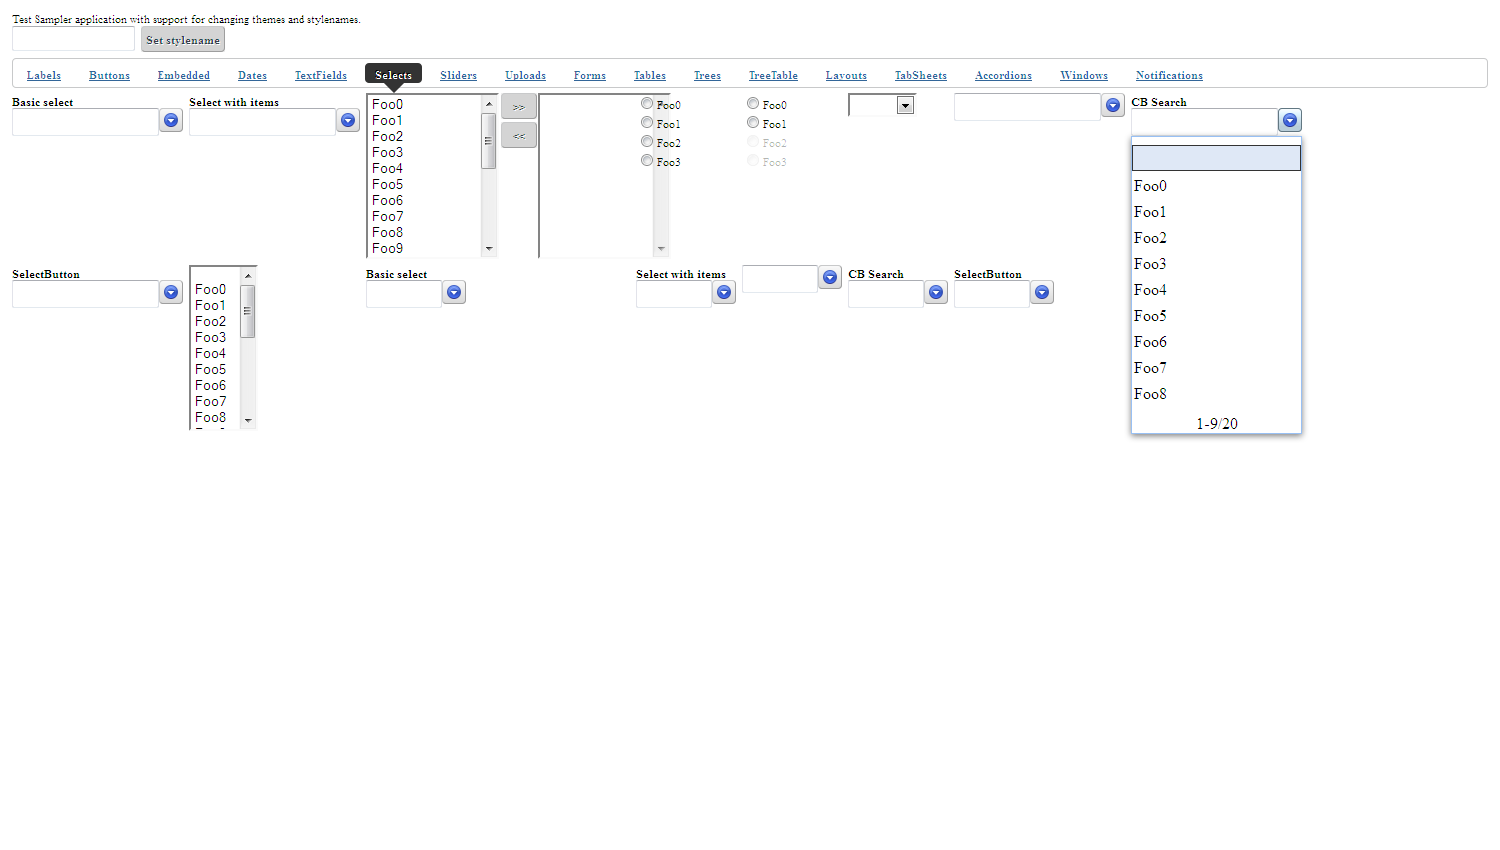 Test Sampler application with support for changing themes and stylenames.
Set stylename
Labels Buttons Embedded Dates TextFields Selects Sliders Uploads Forms Tables Trees TreeTable Layouts TabSheets Accordions Windows Notifications
Basic select
Select with items
Foo0
Foo1
Foo2
Foo3
Foo4
Foo5
Foo6
Foo7
Foo8
Foo9
>>
<<
Foo0
Foo1
Foo2
Foo3
Foo0
Foo1
Foo2
Foo3
CB Search
Foo0
Foo1
Foo2
Foo3
Foo4
Foo5
Foo6
Foo7
Foo8
1-9/20
SelectButton
Foo0
Foo1
Foo2
Foo3
Foo4
Foo5
Foo6
Foo7
Foo8
Basic select
Select with items
CB Search
SelectButton